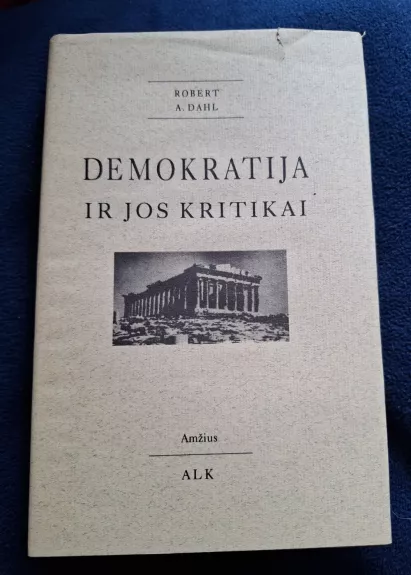 ROBERT
A. DAHL
DEMOKRATIJA
IR JOS KRITIKAI
Amžius
ALK